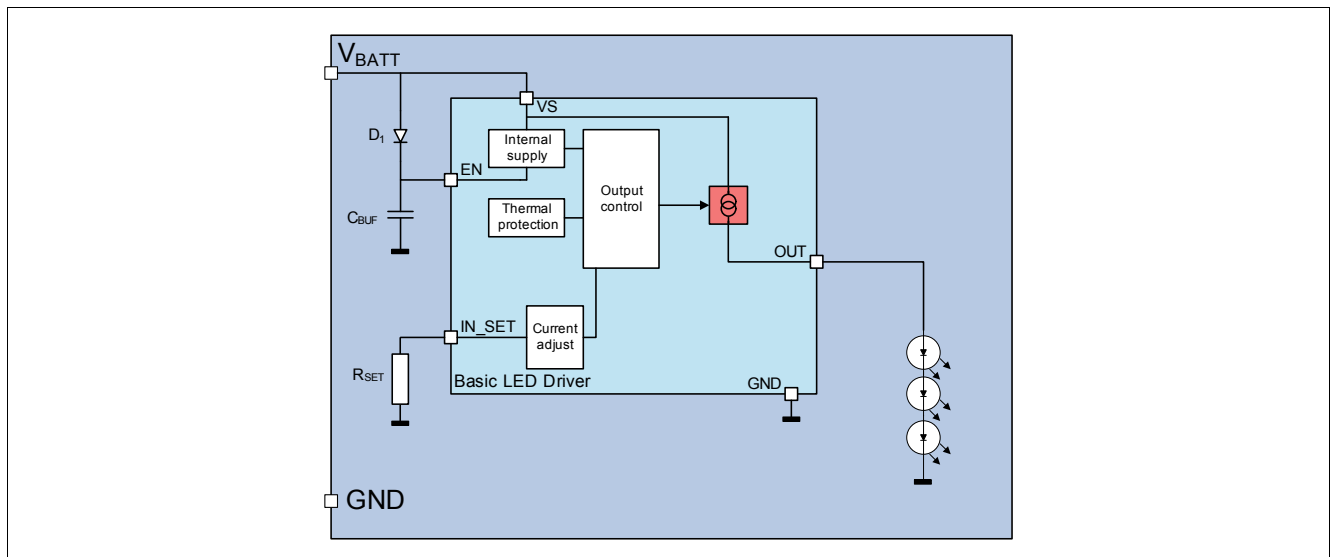 VBATT
VS
D1
Internal
supply
EN
Output
control
Thermal
protection
CBUF
OUT
IN_SET
Current
adjust
RSET
Basic LED Driver
GND
GND